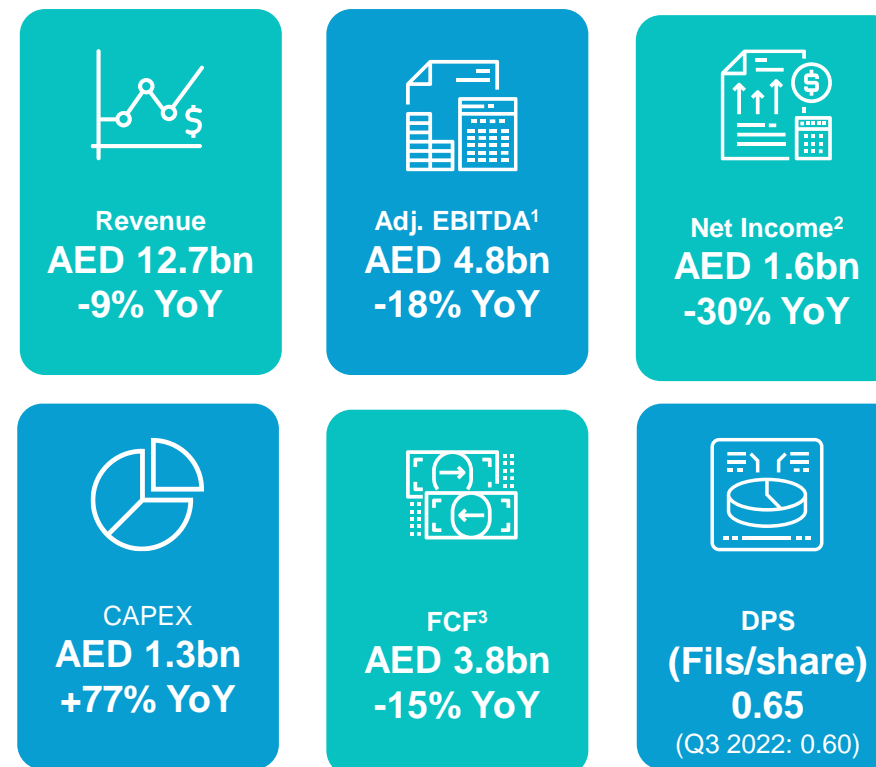 Revenue
AED 12.7bn
-9% YoY
Adj. EBITDA¹
AED 4.8bn
-18% YoY
Net Income²
AED 1.6bn
-30% YoY
CAPEX
AED 1.3bn
+77% YoY
FCF³
AED 3.8bn
-15% YoY
DPS
(Fils/share)
0.65
(Q3 2022: 0.60)